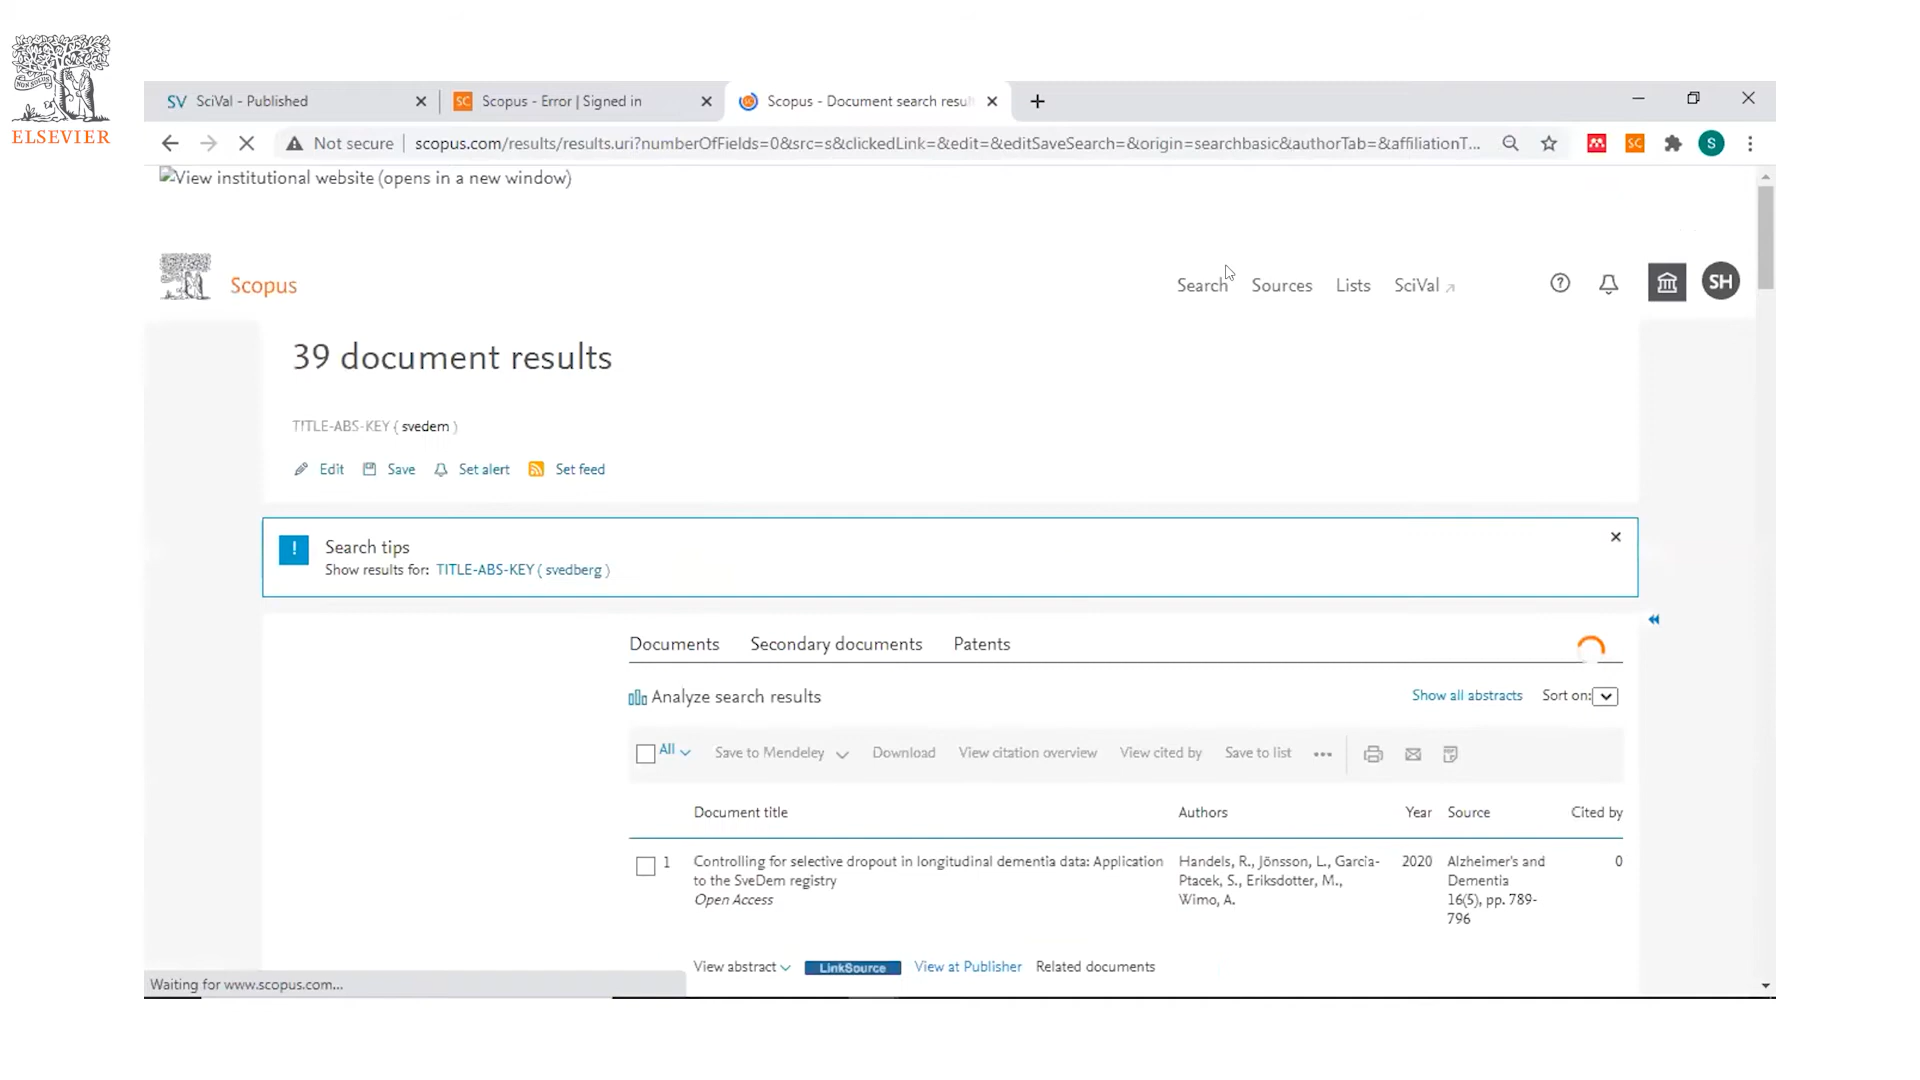 ELSEVIER
SciVal - Published
Scopus - Error | Signed in
Scopus - Document search resul
Not secure
scopus.com/results/results.uri?numberOfFields=0&src=s&clickedLink=&edit=&editSaveSearch=&origin=searchbasic&authorTab=&affiliationT...
View institutional website (opens in a new window)
Scopus
Search
Sources
Lists
SciVal
SH
39 document results
TITLE-ABS-KEY ( svedem )
Edit
Save
Set alert
Set feed
Search tips
Show results for: TITLE-ABS-KEY ( svedberg )
Documents
Secondary documents
Patents
Analyze search results
Show all abstracts
Sort on:
All
Save to Mendeley
Download
View citation overview
View cited by
Save to list
Document title
Authors
Year
Source
Cited by
1
Controlling for selective dropout in longitudinal dementia data: Application
to the SveDem registry
Open Access
Handels, R., Jönsson, L., Garcia-
Ptacek, S., Eriksdotter, M.,
Wimo, A.
2020
Alzheimer's and
Dementia
16(5), pp. 789-
796
0
View abstract
LinkSource
View at Publisher
Related documents
Waiting for www.scopus.com...